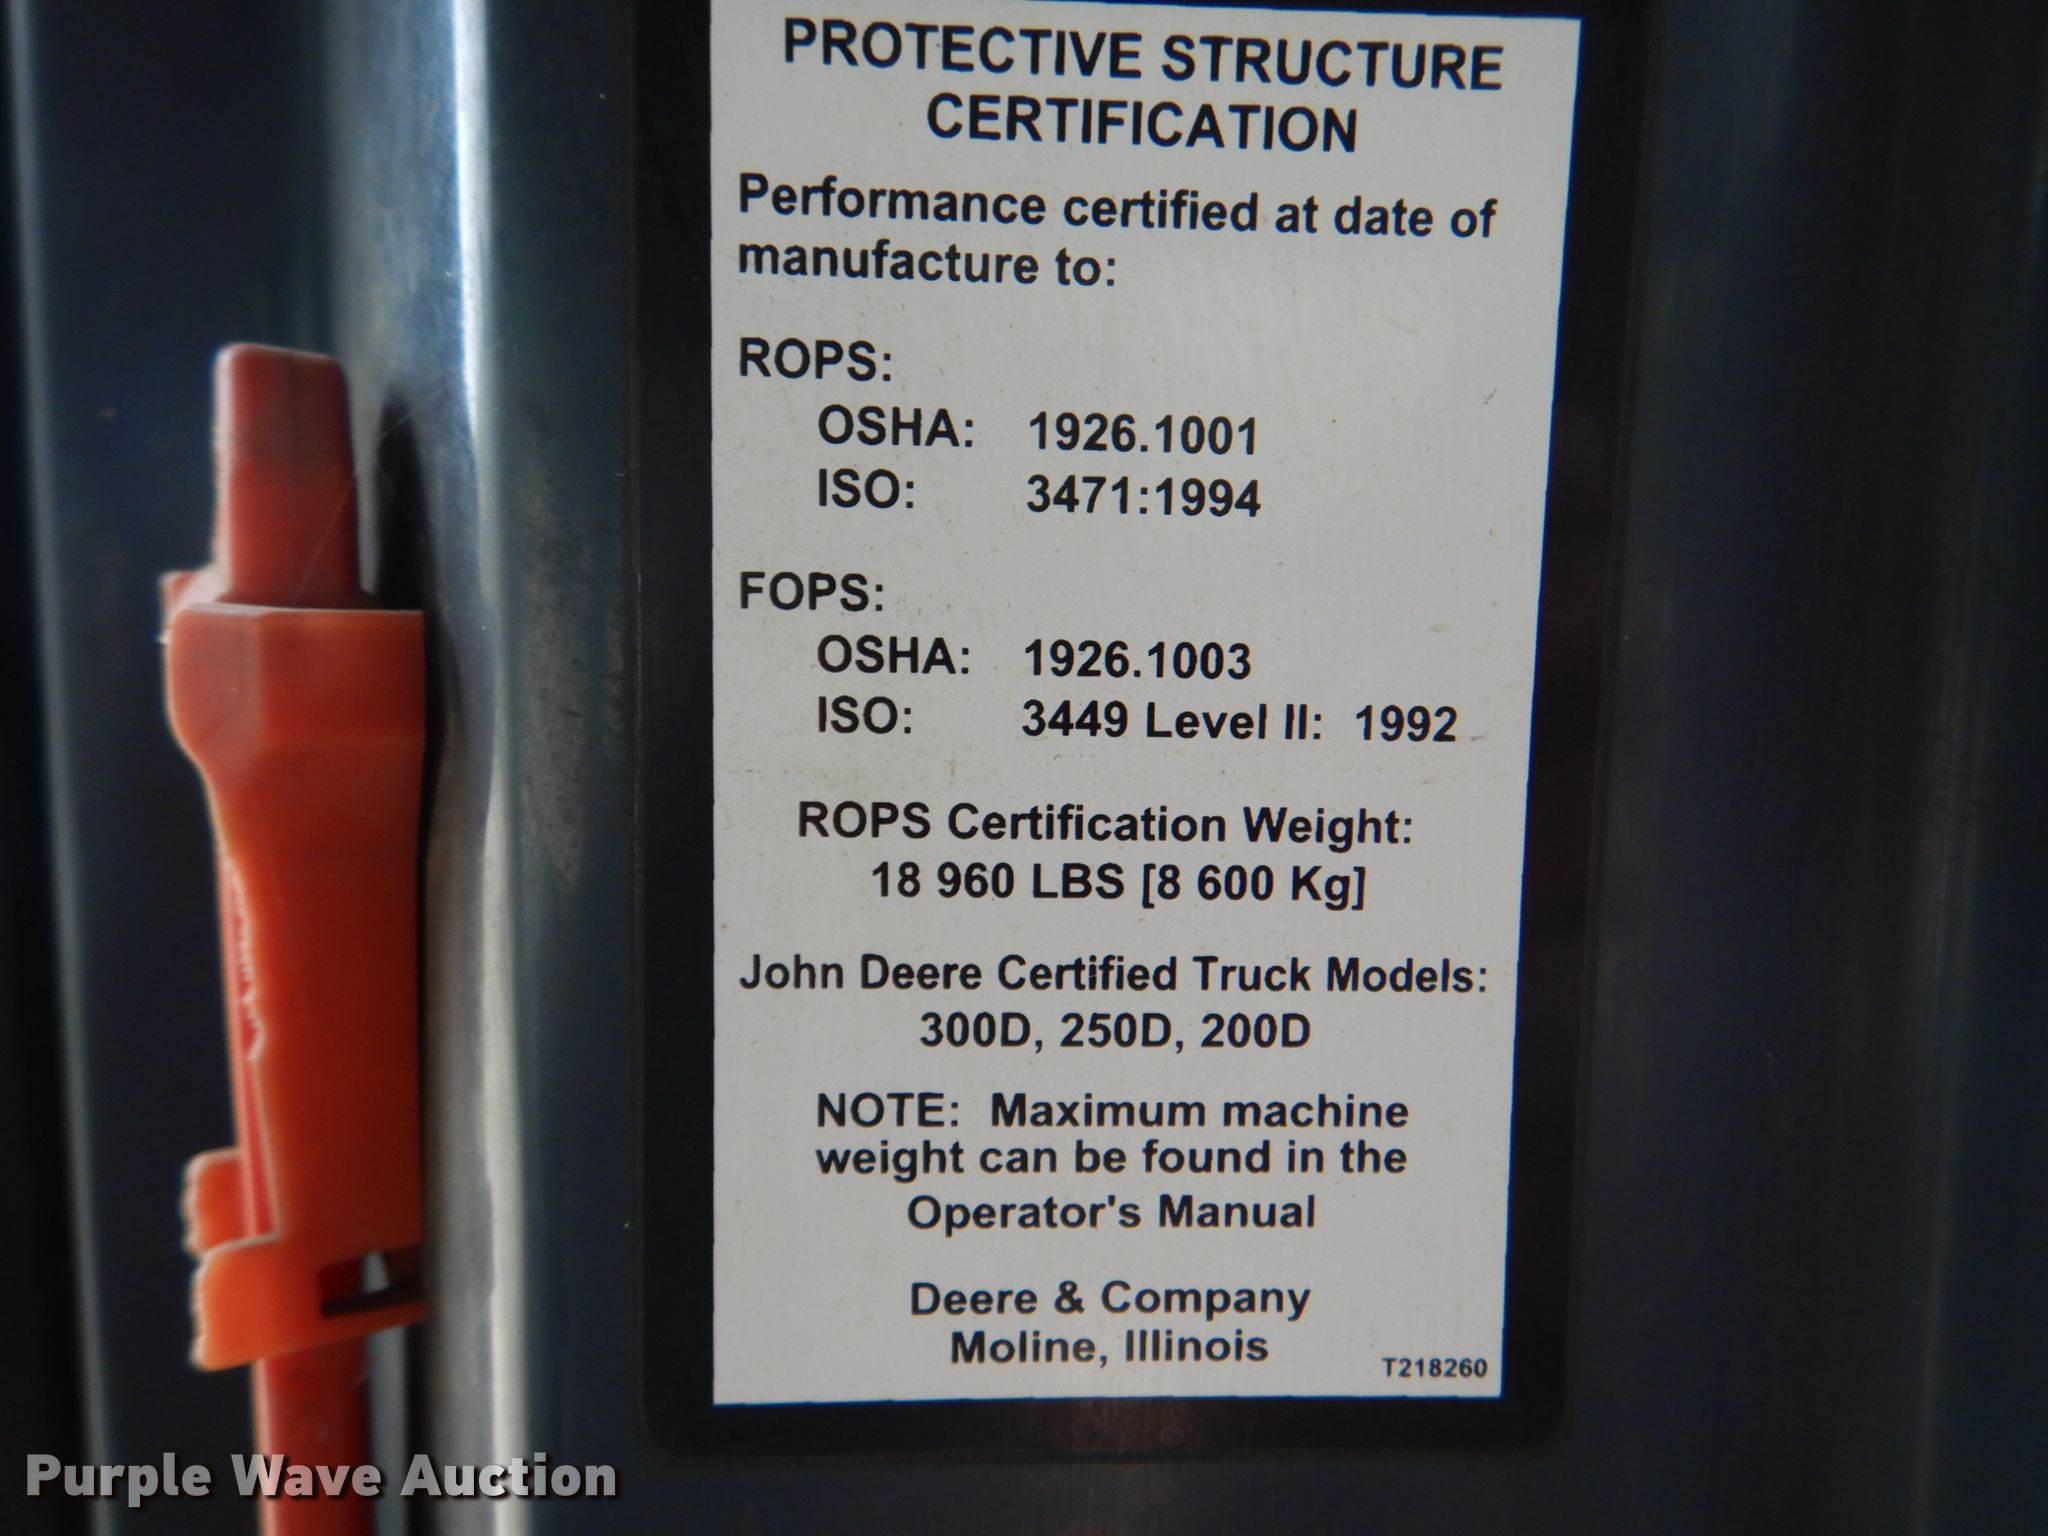 PROTECTIVE STRUCTURE
CERTIFICATION
Performance certified at date of
manufacture to:
ROPS:
OSHA: 1926.1001
ISO: 3471:1994
FOPS:
OSHA: 1926.1003
ISO: 3449 Level II: 1992
ROPS Certification Weight:
18 960 LBS [8 600 Kg]
John Deere Certified Truck Models:
300D, 250D, 200D
NOTE: Maximum machine
weight can be found in the
Operator's Manual
Deere & Company
Moline, Illinois
T218260
Purple Wave Auction